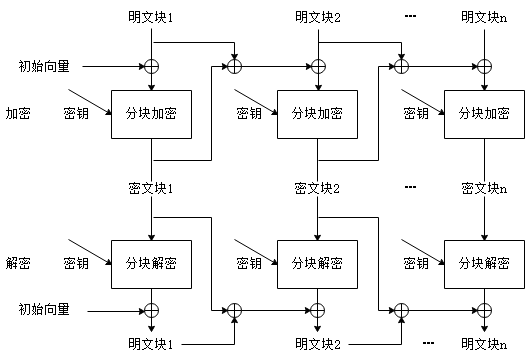 明文块1 明文块2 ... 明文块n
初始向量
加密 密钥 分块加密 密钥 分块加密 密钥 分块加密
密文块1 密文块2 ... 密文块n
解密 密钥 分块解密 密钥 分块解密 密钥 分块解密
初始向量
明文块1 明文块2 ... 明文块n